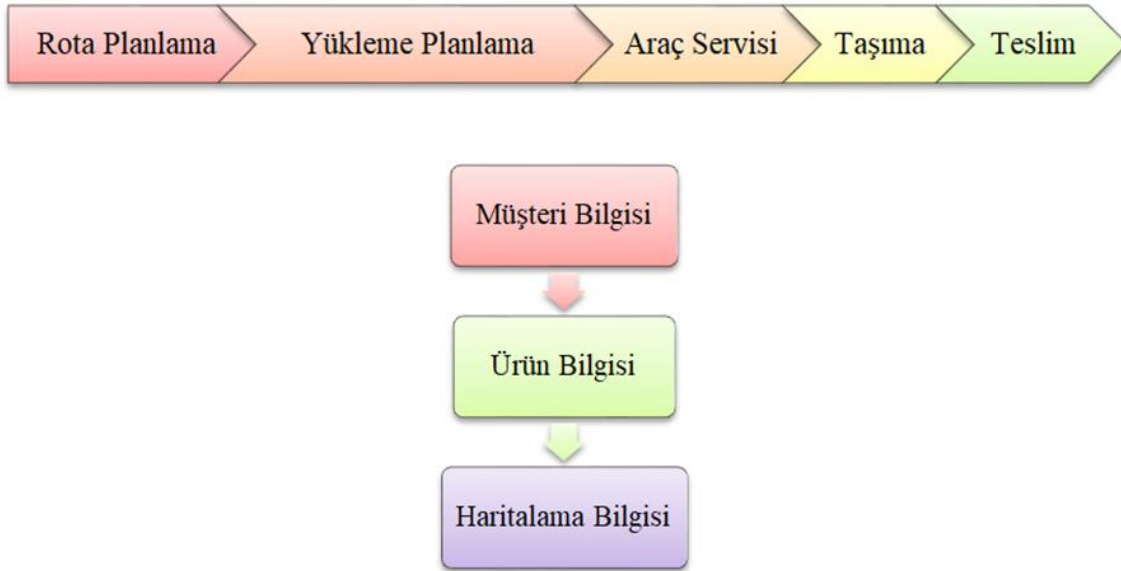 Rota Planlama
Yükleme Planlama
Araç Servisi
Taşıma
Teslim
Müşteri Bilgisi
Ürün Bilgisi
Haritalama Bilgisi